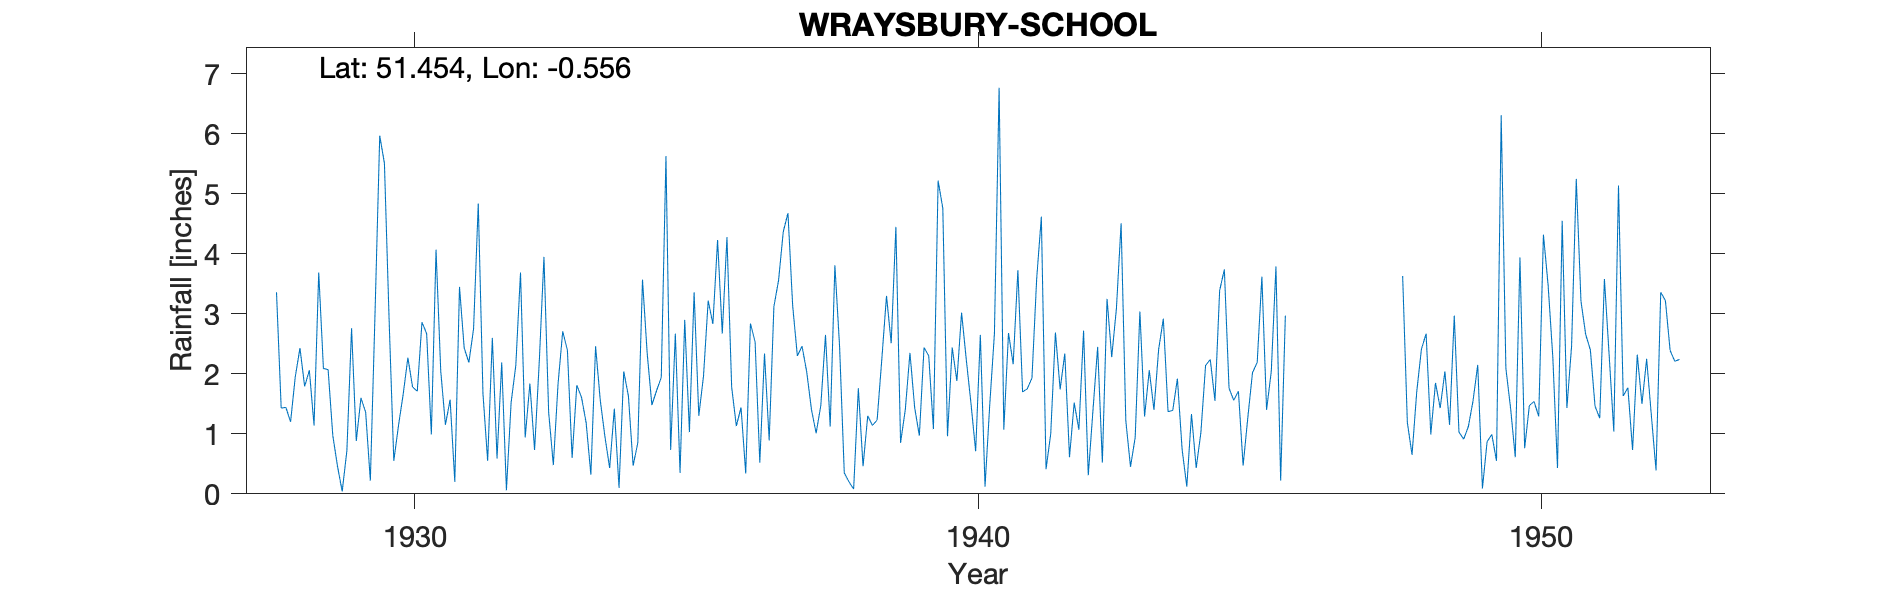 WRAYSBURY-SCHOOL
Lat: 51.454, Lon: -0.556
7
6
5
4
3
2
1
0
Rainfall [inches]
1930 1940 1950
Year